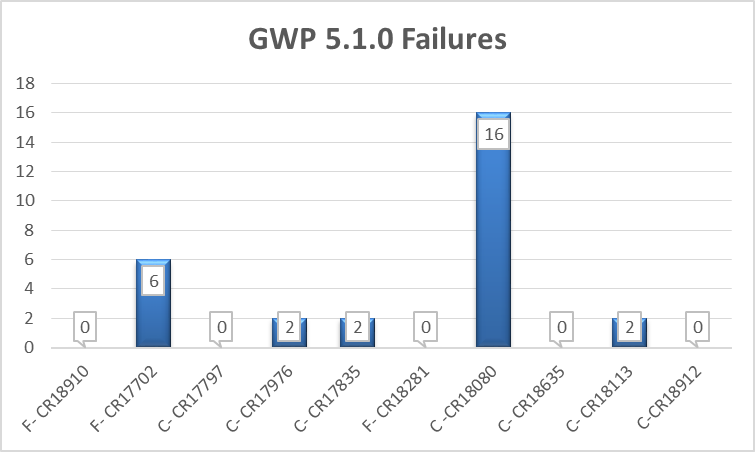 GWP 5.1.0 Failures
18
16
14
12
10
8
6
4
2
0
0
6
0
2
2
0
16
0
2
0
F- CR18910
F- CR17702
C- CR17797
C- CR17976
C- CR17835
F- CR18281
C -CR18080
C -CR18635
C - CR18113
C-CR18912